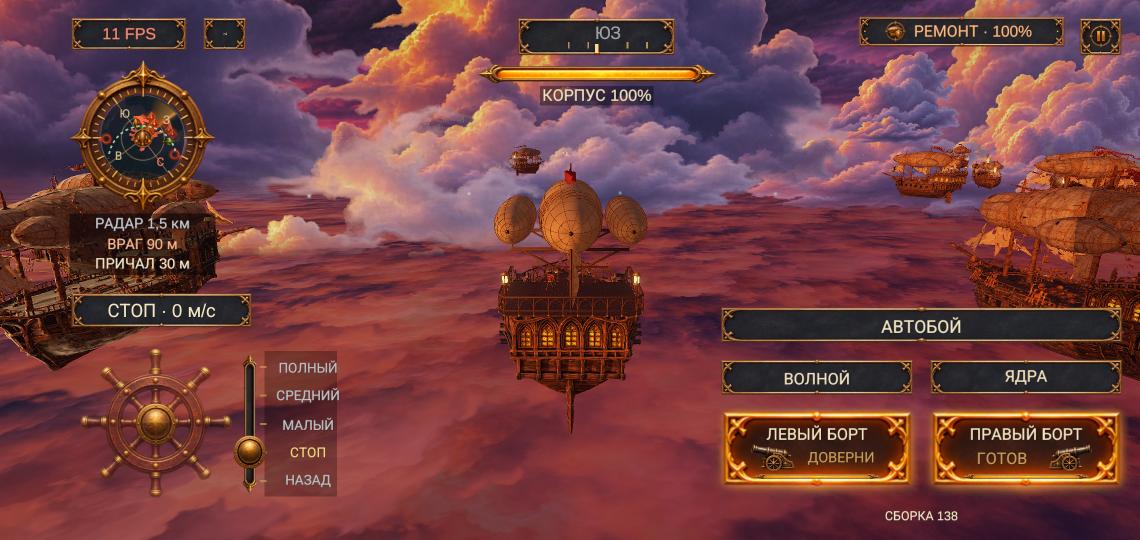 11 FPS
ЮЗ
РЕМОНТ · 100%
КОРПУС 100%
Ю
В
С
РАДАР 1,5 км
ВРАГ 90 м
ПРИЧАЛ 30 м
СТОП · 0 м/с
ПОЛНЫЙ
СРЕДНИЙ
МАЛЫЙ
СТОП
НАЗАД
АВТОБОЙ
ВОЛНОЙ
ЯДРА
ЛЕВЫЙ БОРТ
ДОВЕРНИ
ПРАВЫЙ БОРТ
ГОТОВ
СБОРКА 138